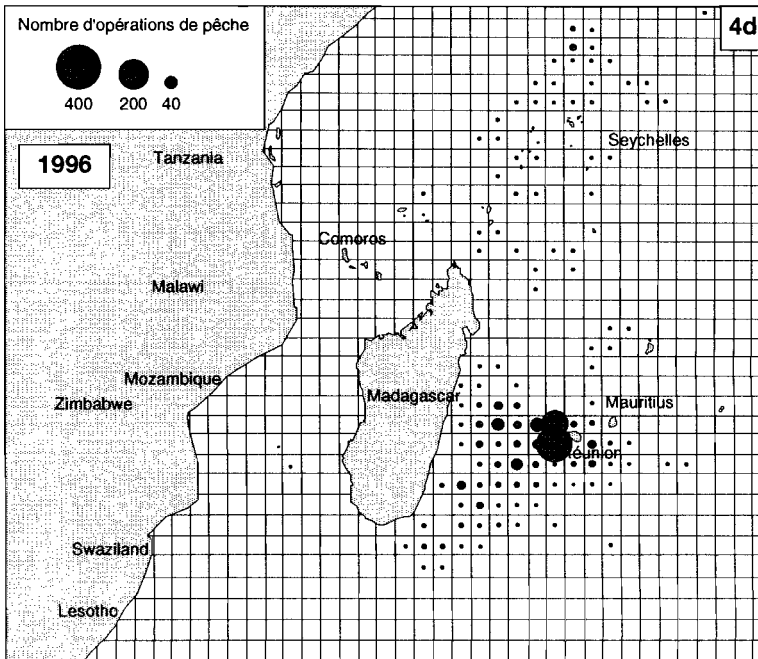 Nombre d'opérations de pêche
400 200 40
4d
1996
Tanzania
Seychelles
Comoros
Malawi
Mozambique
Zimbabwe
Madagascar
Mauritius
Réunion
Swaziland
Lesotho